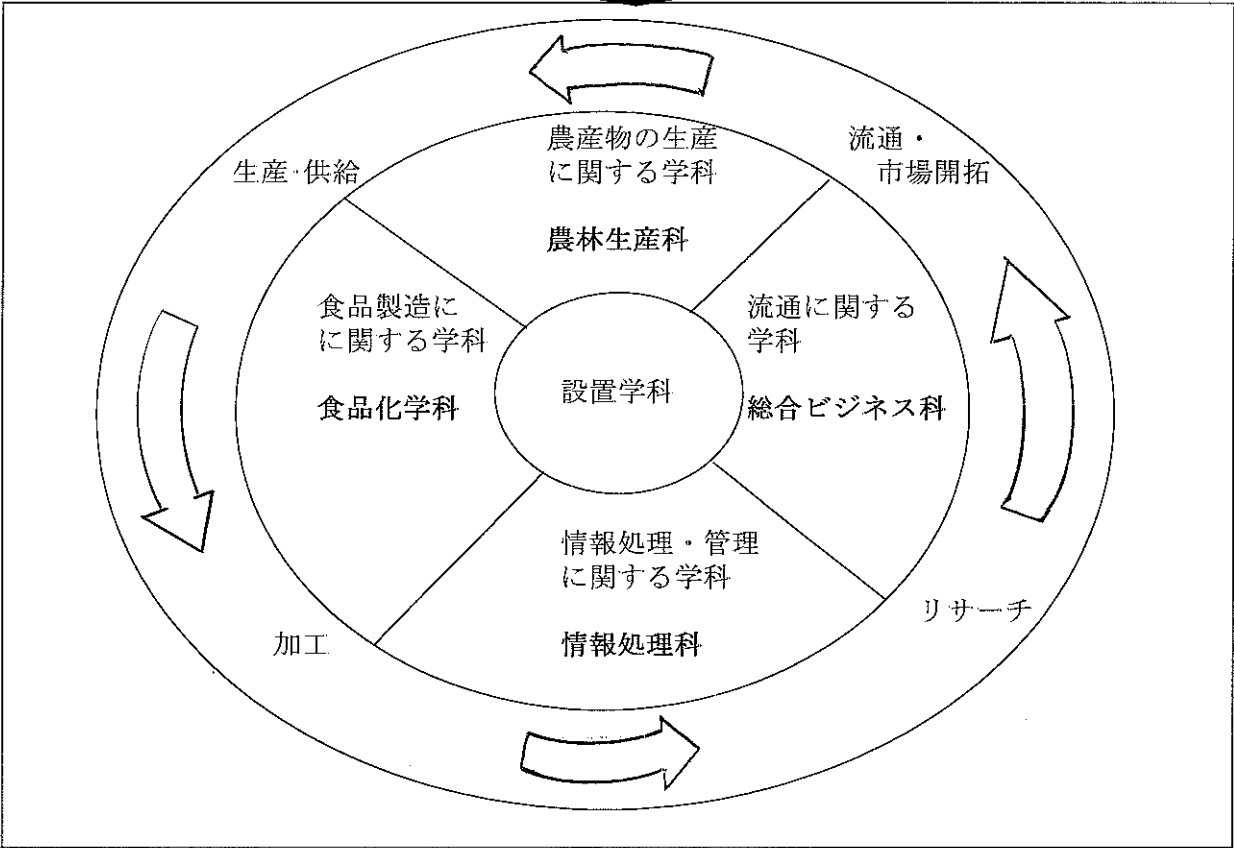 農産物の生産
に関する学科
農林生産科
流通・
市場開拓
生産・供給
食品製造に
に関する学科
食品化学科
設置学科
流通に関する
学科
総合ビジネス科
情報処理・管理
に関する学科
情報処理科
リサーチ
加工